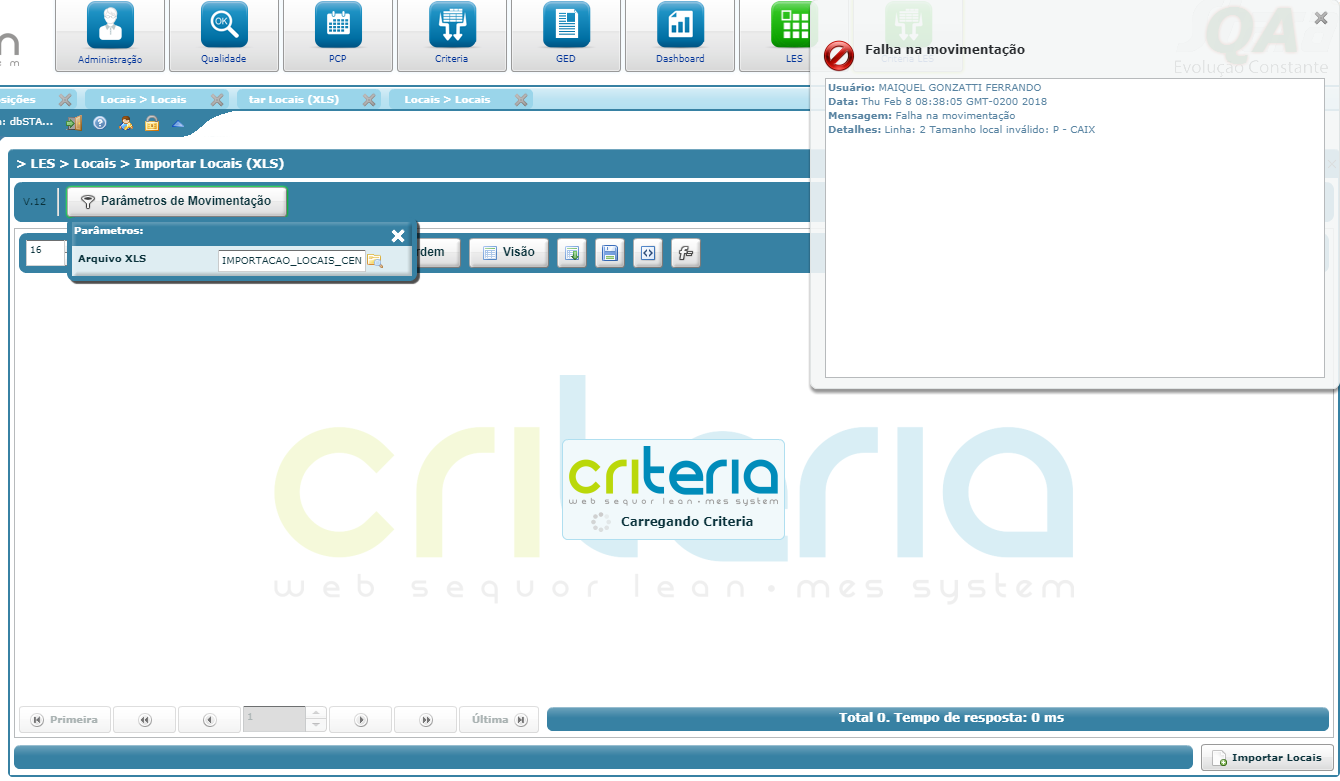 Administração
OK
Qualidade
PCP
Criteria
GED
Dashboard
LES
Criteria LES
QA
Evolução Constante
Falha na movimentação
Usuário: MAIQUEL GONZATTI FERRANDO
Data: Thu Feb 8 08:38:05 GMT-0200 2018
Mensagem: Falha na movimentação
Detalhes: Linha: 2 Tamanho local inválido: P - CAIX
sições
Locais > Locais
tar Locais (XLS)
Locais > Locais
: dbSTA...
> LES > Locais > Importar Locais (XLS)
V.12
Parâmetros de Movimentação
Parâmetros:
Arquivo XLS
IMPORTACAO_LOCAIS_CEN
16
rdem
Visão
criteria
web sequor lean · mes system
criteria
web sequor lean · mes system
Carregando Criteria
Primeira
1
Última
Total 0. Tempo de resposta: 0 ms
Importar Locais